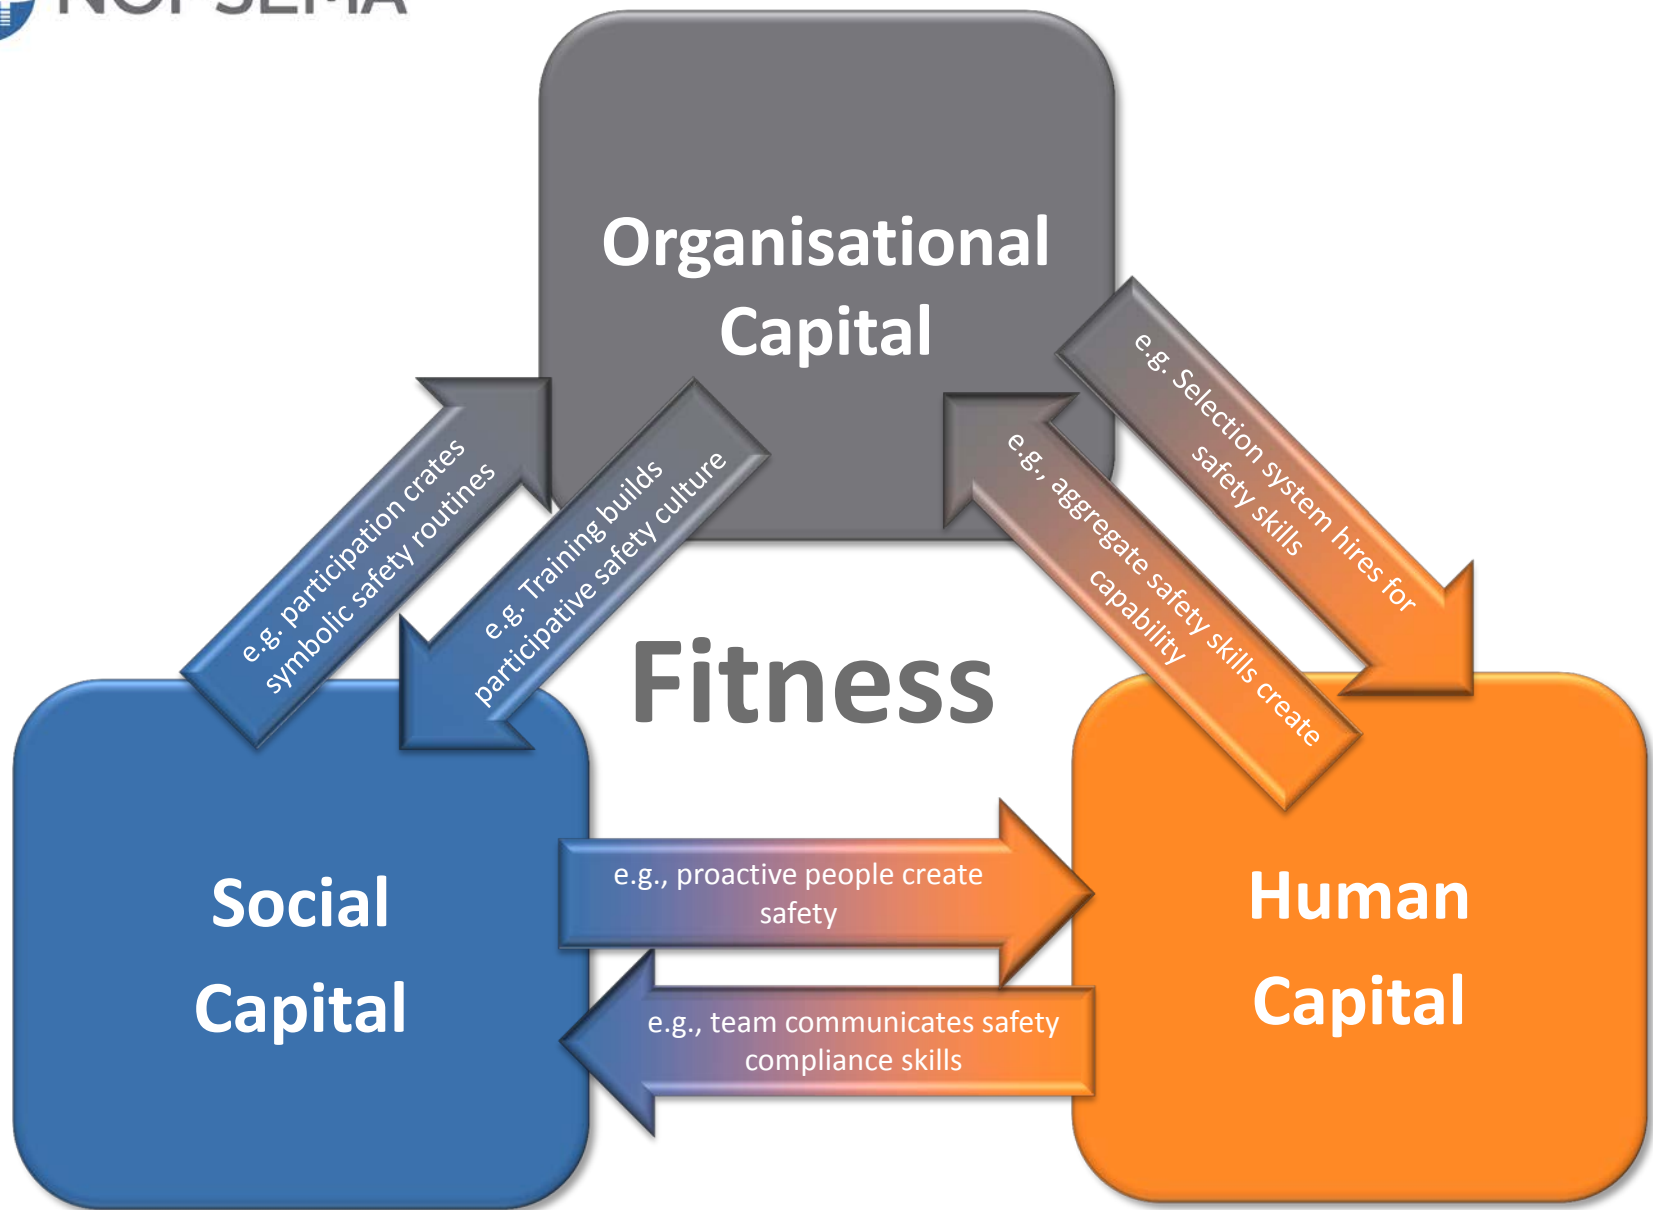 NOPSEMA
Organisational
Capital
e.g. participation crates
symbolic safety routines
e.g. Training builds
participative safety culture
e.g. Selection system hires for
safety skills
e.g., aggregate safety skills create
capability
Fitness
Social
Capital
e.g., proactive people create
safety
e.g., team communicates safety
compliance skills
Human
Capital